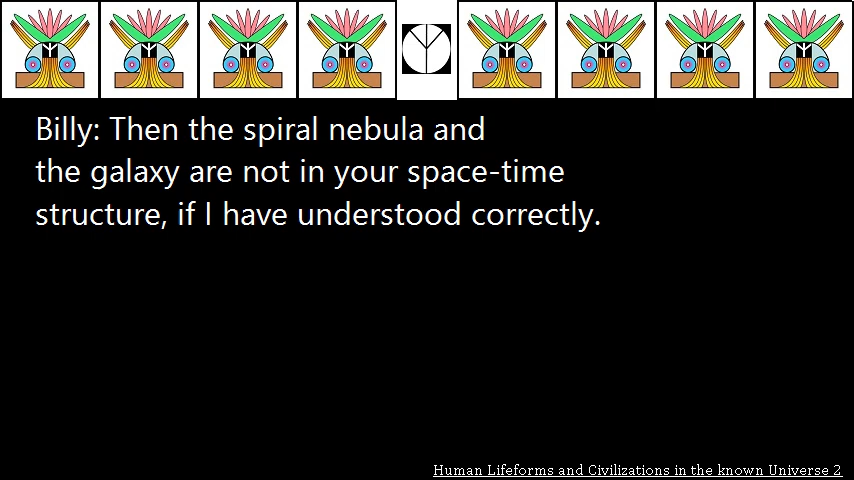 Billy: Then the spiral nebula and
the galaxy are not in your space-time
structure, if I have understood correctly.
Human Lifeforms and Civilizations in the known Universe 2